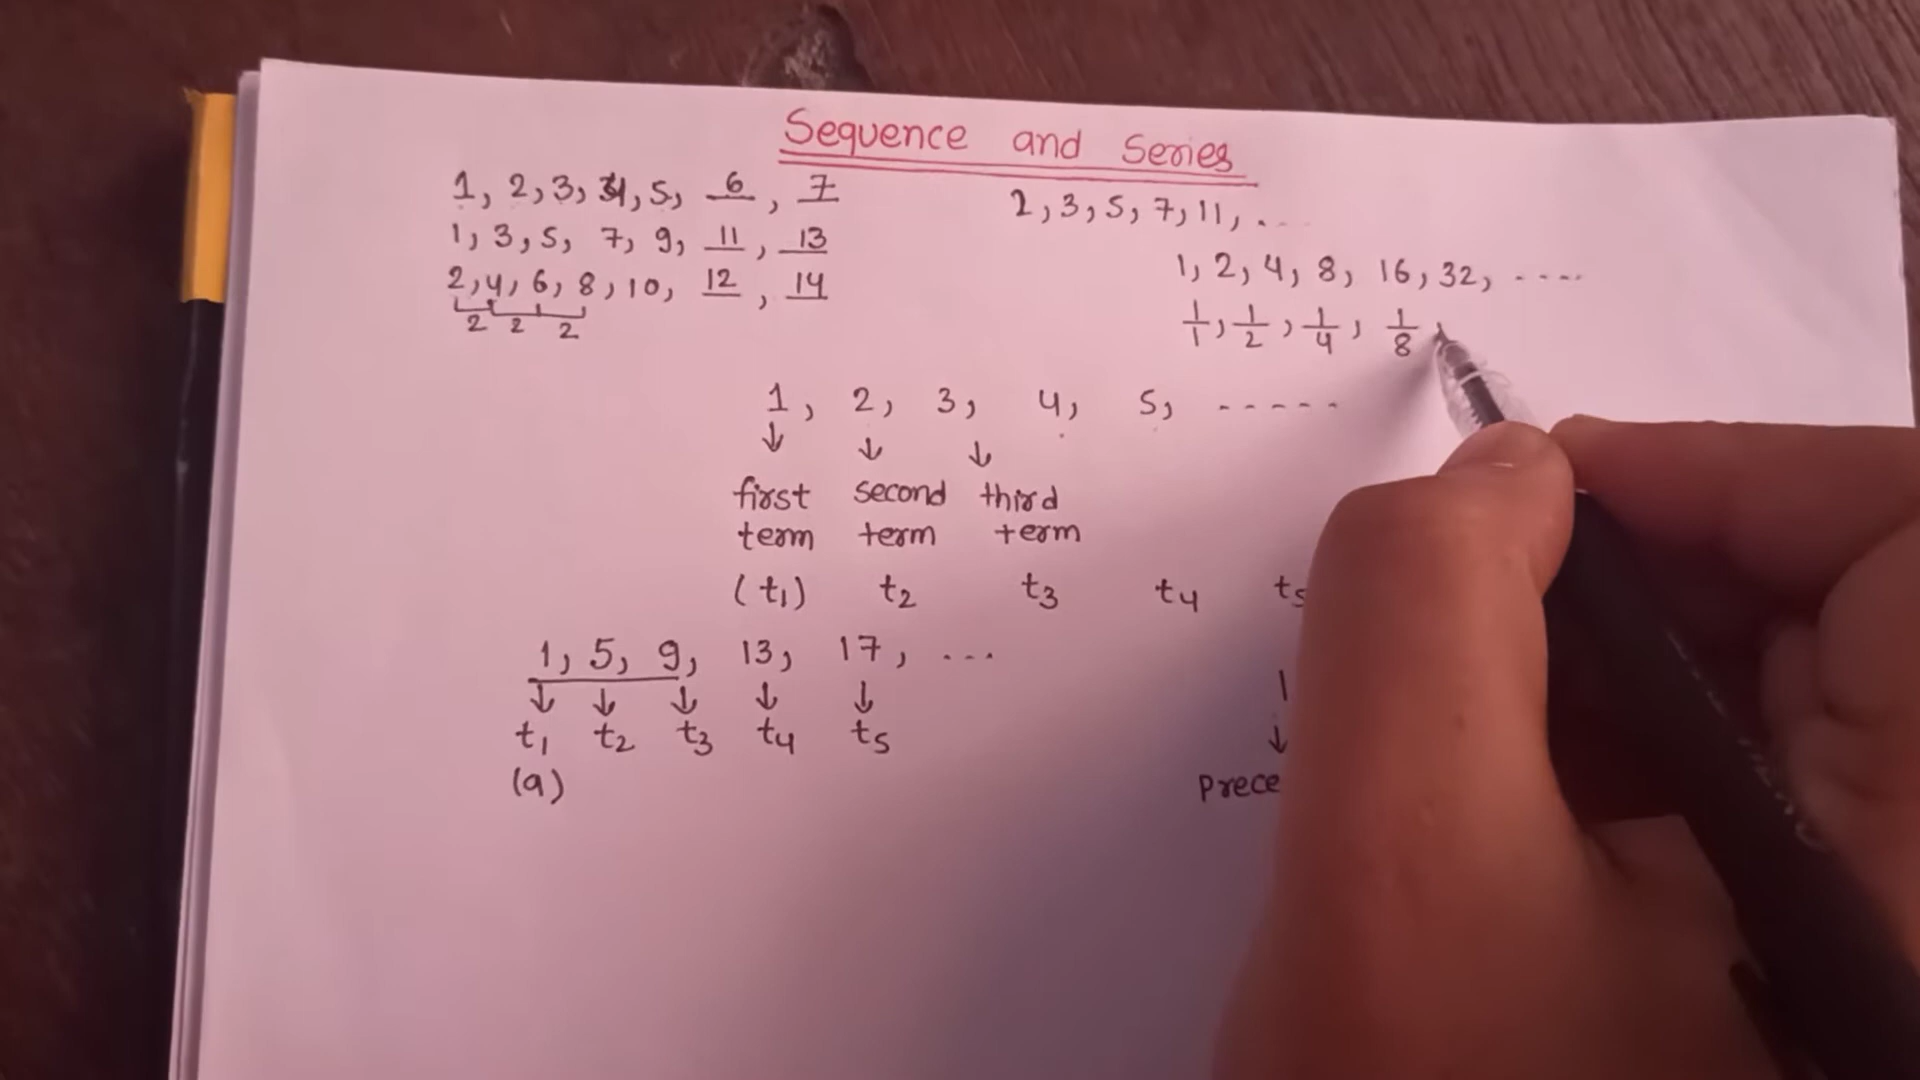 Sequence and Series
1, 2, 3, 4, 5, 6, 7
2, 3, 5, 7, 11, ...
1, 3, 5, 7, 9, 11, 13
1, 2, 4, 8, 16, 32, ....
2, 4, 6, 8, 10, 12, 14
2 2 2
1/1, 1/2, 1/4, 1/8,
1, 2, 3, 4, 5, -----
↓ ↓ ↓
first second third
term term term
(t1) t2 t3 t4 t5
1, 5, 9, 13, 17, ...
↓ ↓ ↓ ↓ ↓
t1 t2 t3 t4 t5
(a)
1
↓
Prece